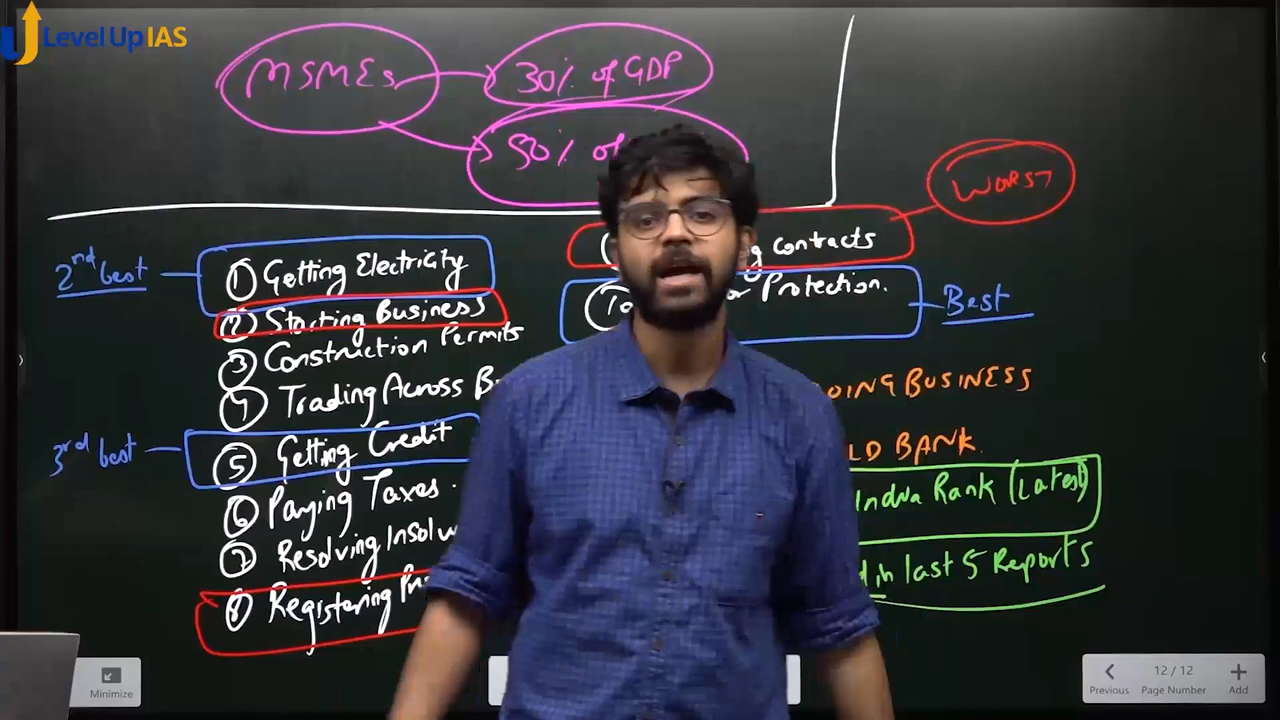 Level Up IAS
MSMEs
30% of GDP
50% of
WORST
2nd best
① Getting Electricity
② Starting Business
③ Construction Permits
④ Trading Across B
3rd best
⑤ Getting Credit
⑥ Paying Taxes.
⑦ Resolving Insolv
⑧ Registering Pr
g contracts
Protection.
Best
DOING BUSINESS
LD BANK.
India Rank (Latest)
in last 5 Reports
Minimize
12 / 12
Previous Page Number Add